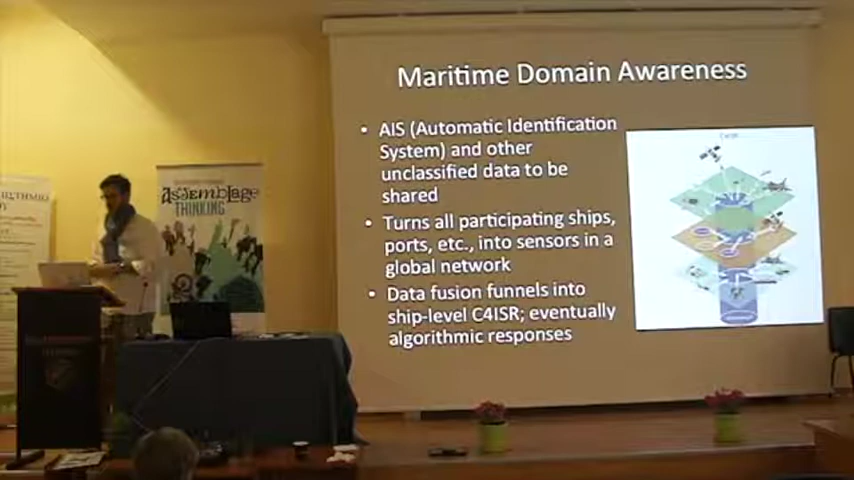 Maritime Domain Awareness
• AIS (Automatic Identification
System) and other
unclassified data to be
shared
• Turns all participating ships,
ports, etc., into sensors in a
global network
• Data fusion funnels into
ship-level C4ISR; eventually
algorithmic responses
Assemblage
THINKING